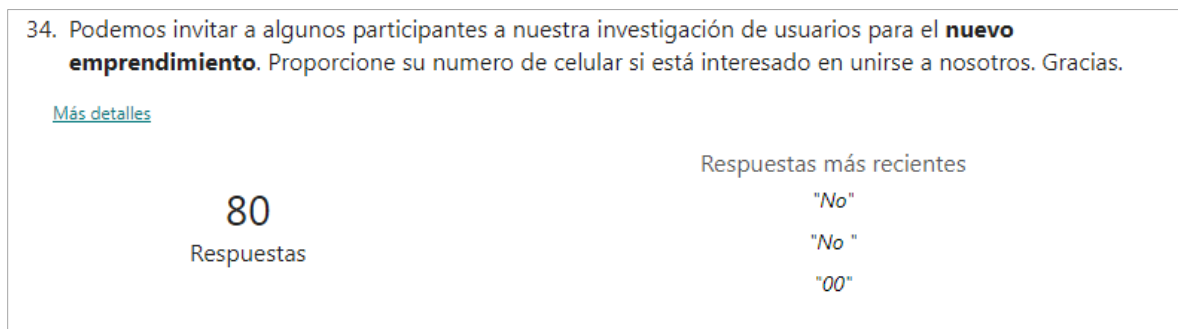 34. Podemos invitar a algunos participantes a nuestra investigación de usuarios para el nuevo
emprendimiento. Proporcione su numero de celular si está interesado en unirse a nosotros. Gracias.
Más detalles
80
Respuestas
Respuestas más recientes
"No"
"No "
"00"